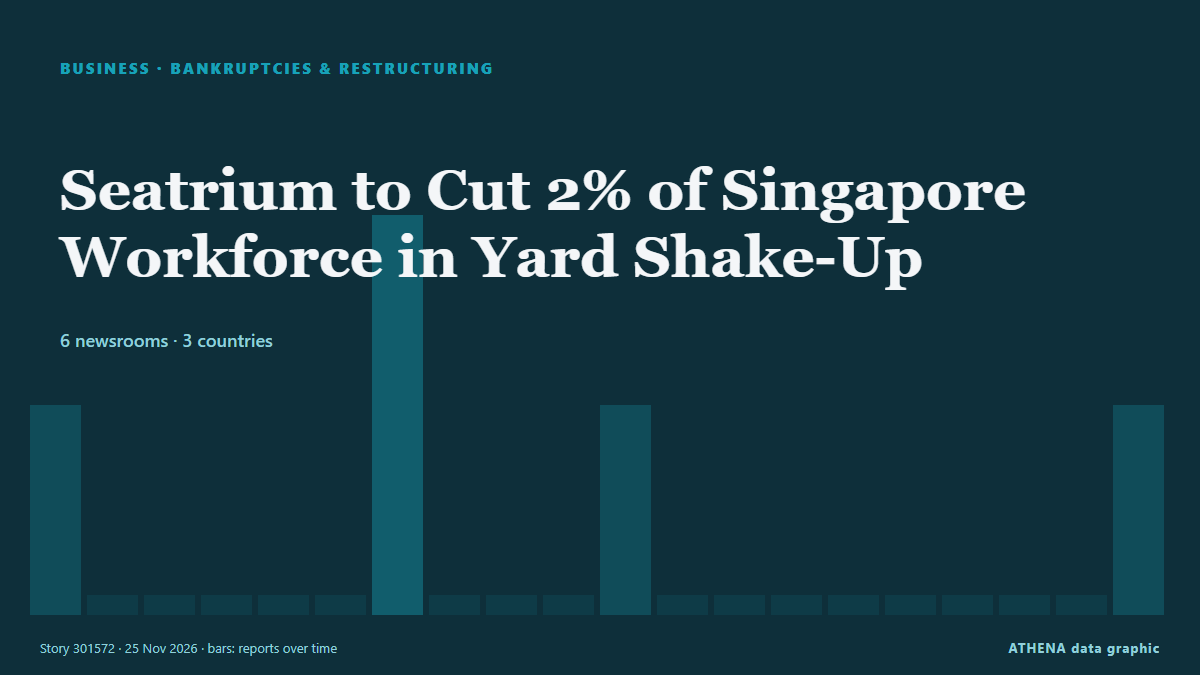 BUSINESS · BANKRUPTCIES & RESTRUCTURING
Seatrium to Cut 2% of Singapore
Workforce in Yard Shake-Up
6 newsrooms · 3 countries
Story 301572 · 25 Nov 2026 · bars: reports over time
ATHENA data graphic